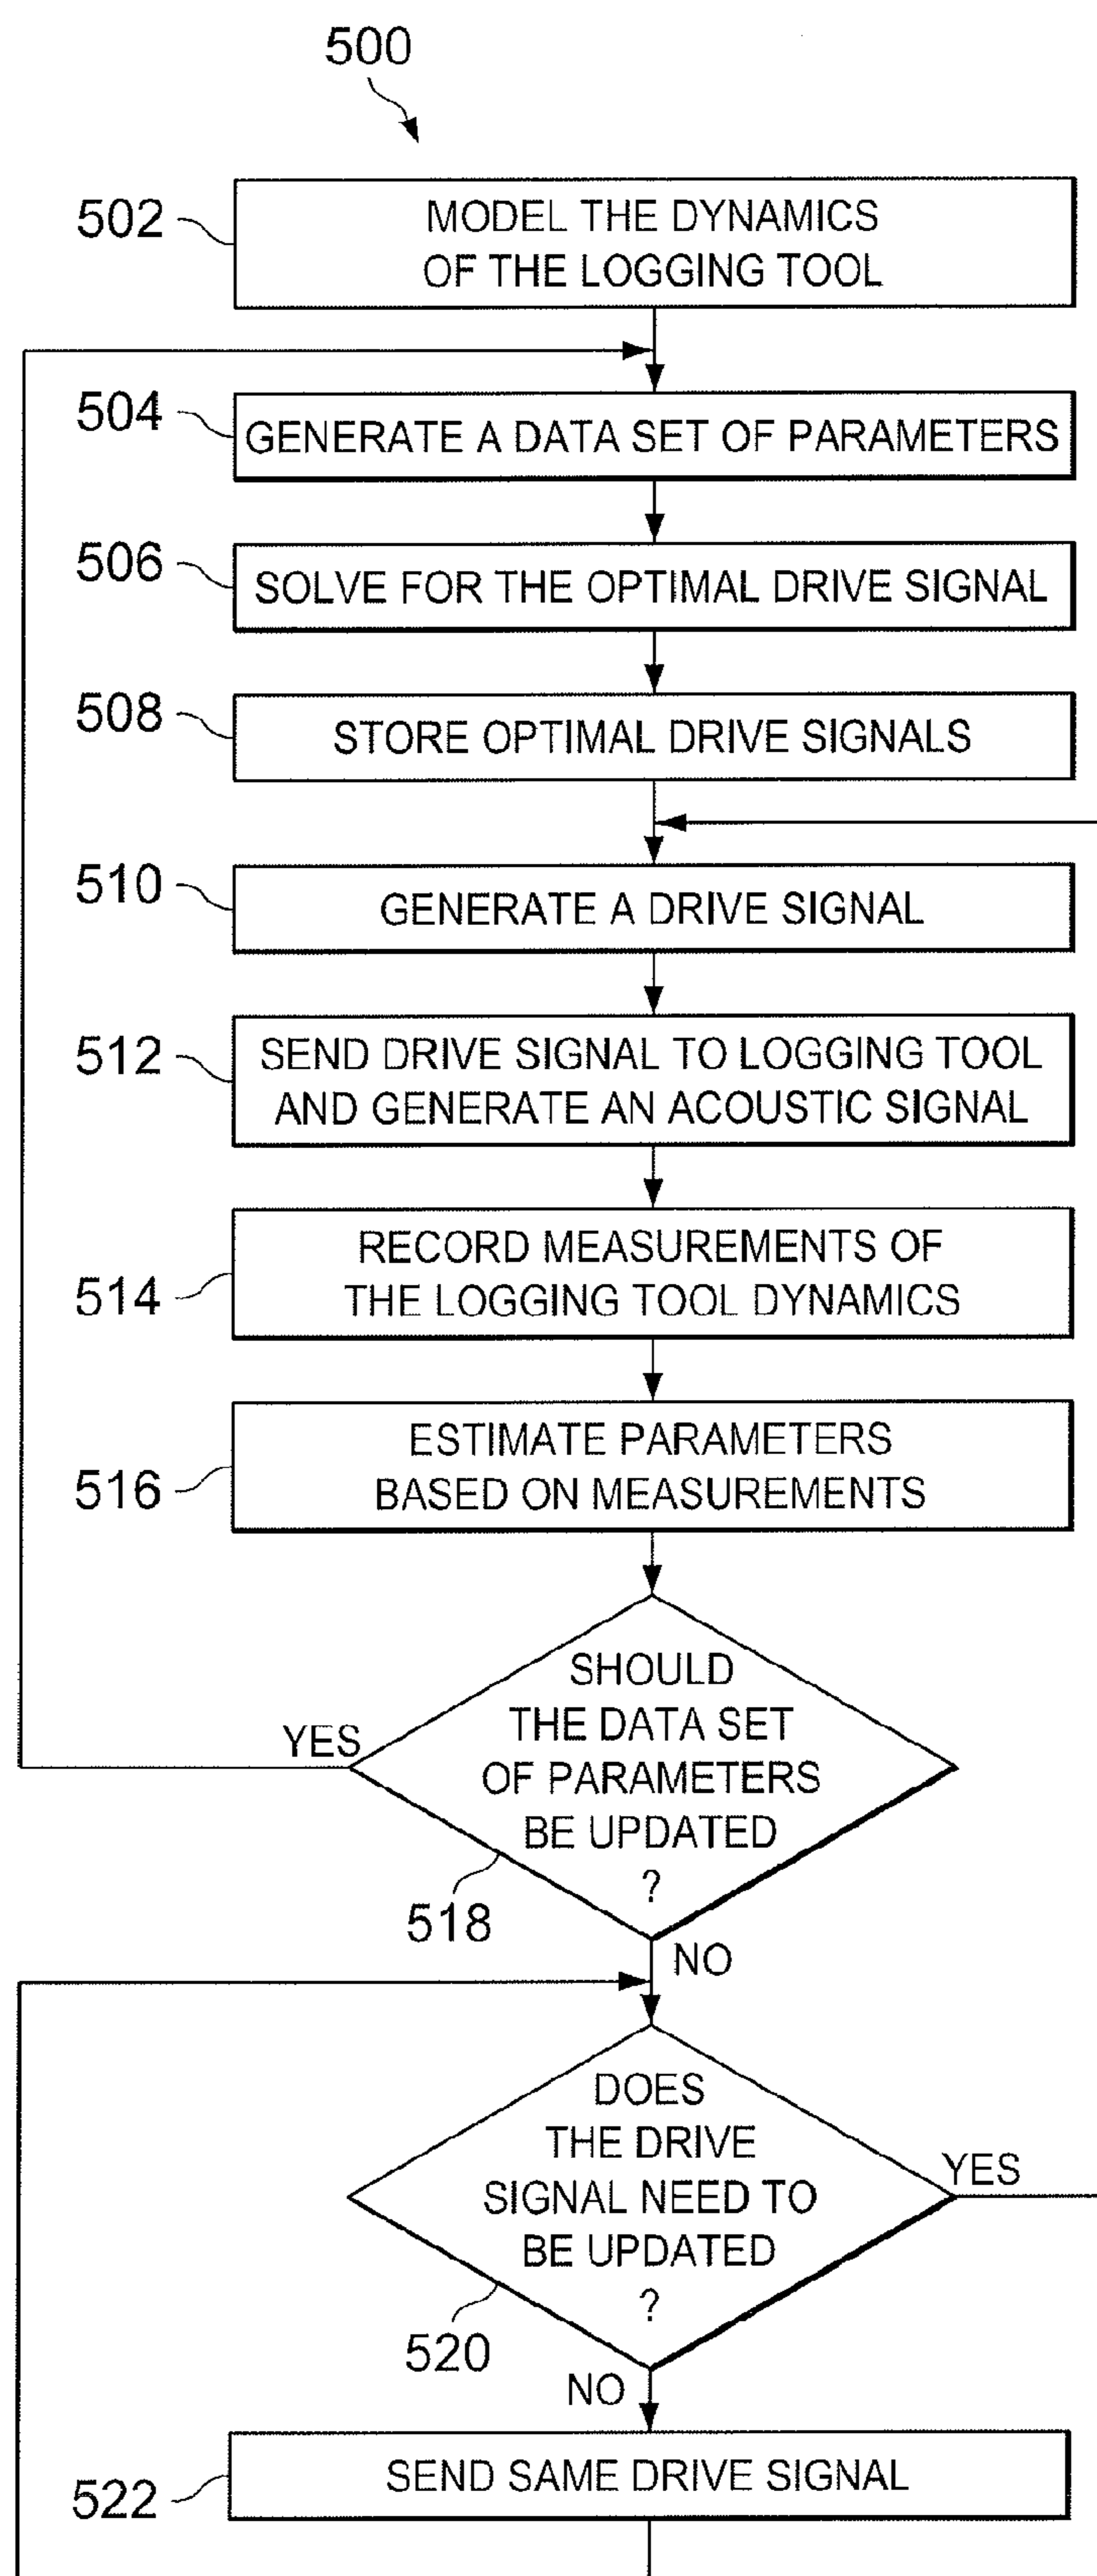 500
502
MODEL THE DYNAMICS
OF THE LOGGING TOOL
504
GENERATE A DATA SET OF PARAMETERS
506
SOLVE FOR THE OPTIMAL DRIVE SIGNAL
508
STORE OPTIMAL DRIVE SIGNALS
510
GENERATE A DRIVE SIGNAL
512
SEND DRIVE SIGNAL TO LOGGING TOOL
AND GENERATE AN ACOUSTIC SIGNAL
514
RECORD MEASUREMENTS OF
THE LOGGING TOOL DYNAMICS
516
ESTIMATE PARAMETERS
BASED ON MEASUREMENTS
SHOULD
THE DATA SET
OF PARAMETERS
BE UPDATED
?
YES
518
NO
DOES
THE DRIVE
SIGNAL NEED TO
BE UPDATED
?
YES
520
NO
522
SEND SAME DRIVE SIGNAL